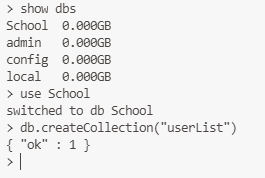 > show dbs
School  0.000GB
admin   0.000GB
config  0.000GB
local   0.000GB
> use School
switched to db School
> db.createCollection("userList")
{ "ok" : 1 }
>